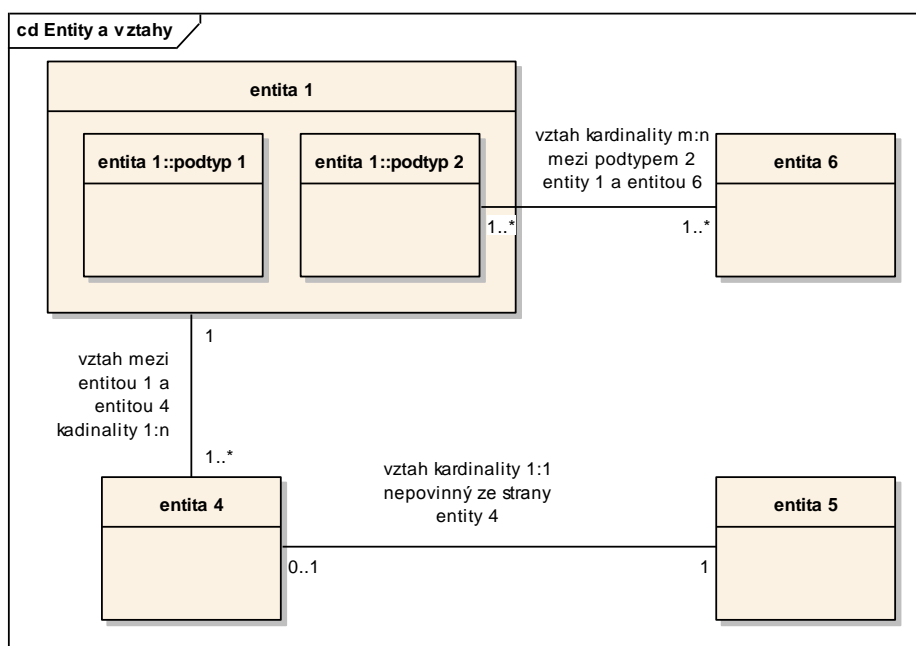 cd Entity a vztahy
entita 1
entita 1::podtyp 1
entita 1::podtyp 2
vztah kardinality m:n
mezi podtypem 2
entity 1 a entitou 6
entita 6
1..*
1..*
1
vztah mezi
entitou 1 a
entitou 4
kadinality 1:n
1..*
entita 4
vztah kardinality 1:1
nepovinný ze strany
entity 4
entita 5
0..1
1